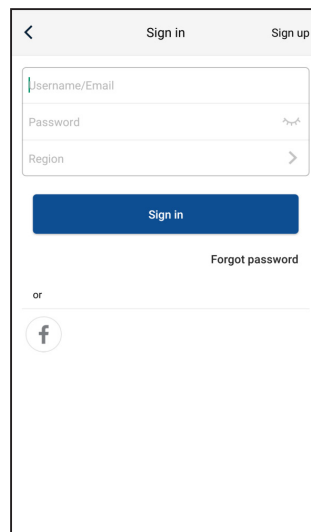 Sign in Sign up
Username/Email
Password
Region
Sign in
Forgot password
or